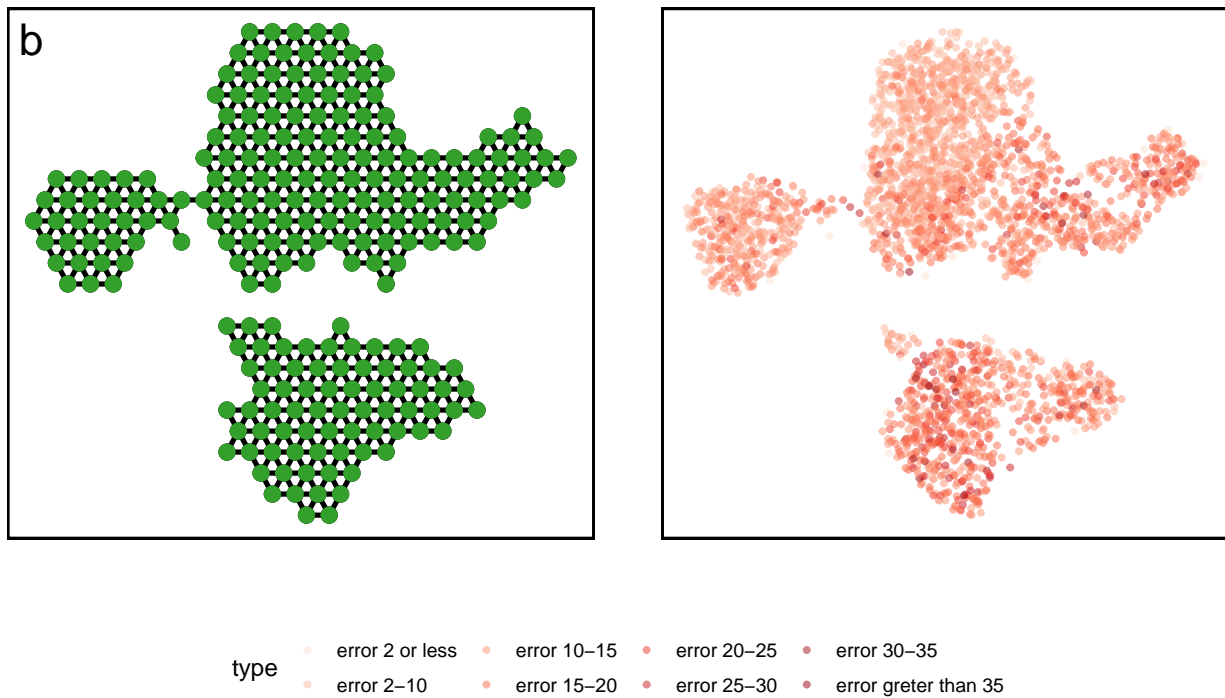 b
type
error 2 or less error 10–15 error 20–25 error 30–35
error 2–10 error 15–20 error 25–30 error greter than 35